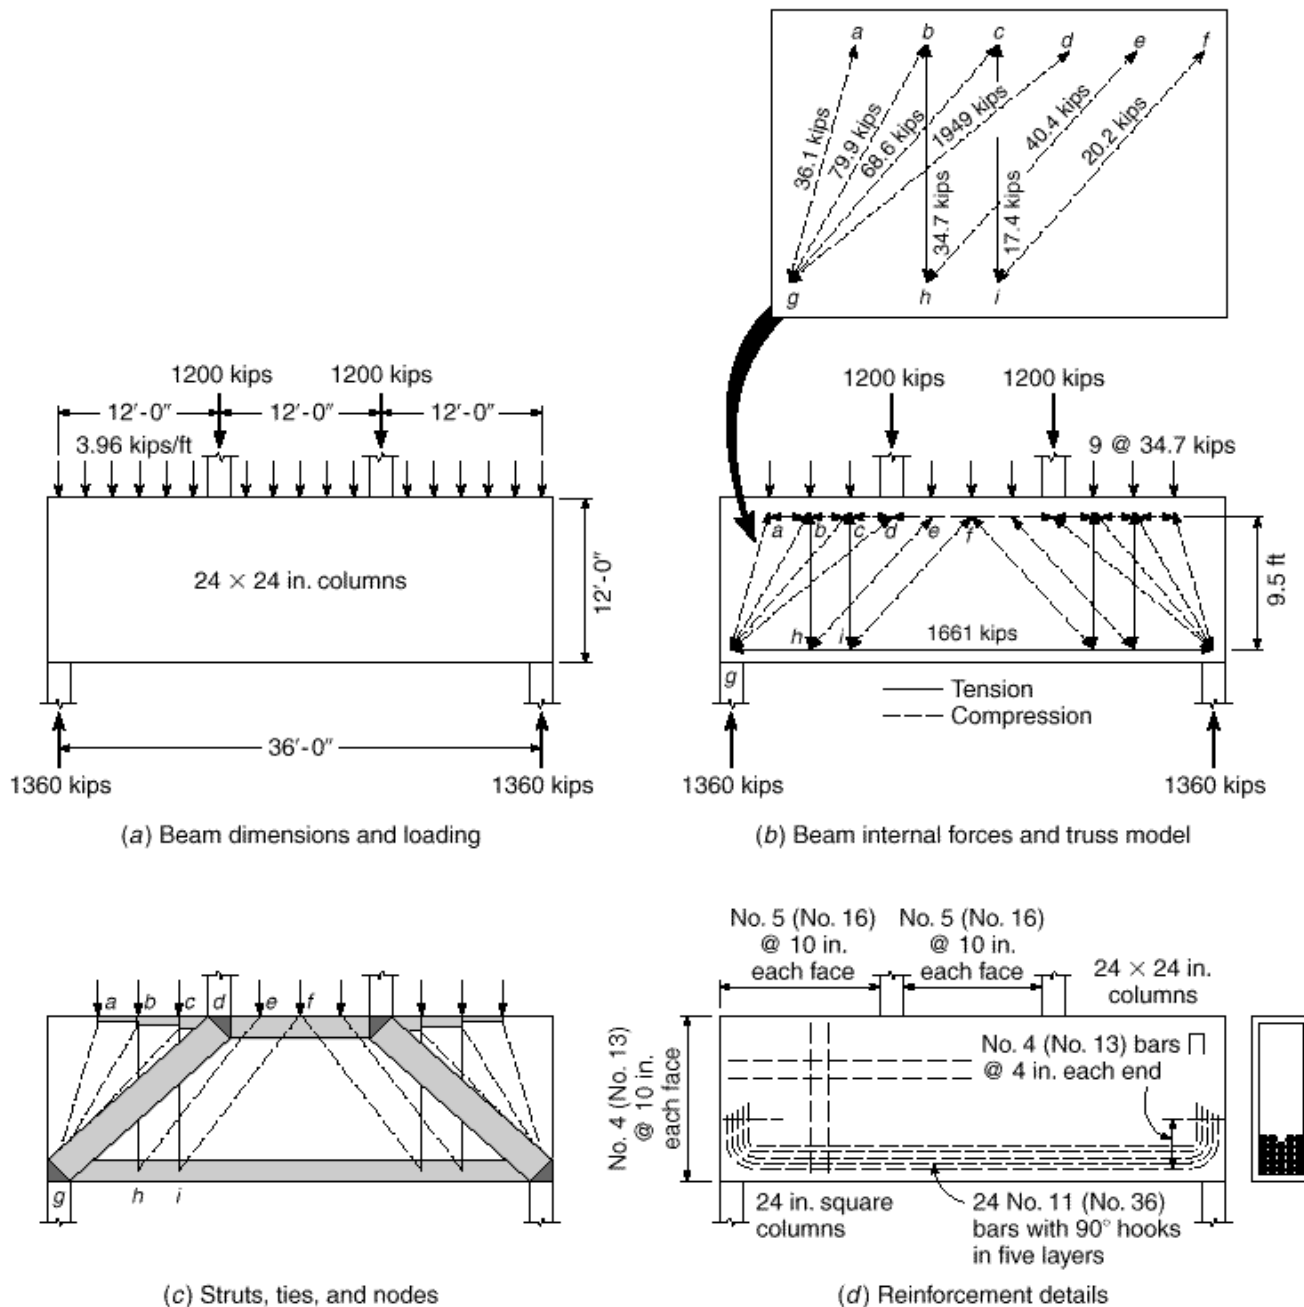 a
b
c
d
e
f
36.1 kips
79.9 kips
68.6 kips
1949 kips
40.4 kips
20.2 kips
34.7 kips
17.4 kips
g
h
i
1200 kips
1200 kips
12′-0″
12′-0″
12′-0″
3.96 kips/ft
24 × 24 in. columns
12′-0″
36′-0″
1360 kips
1360 kips
(a) Beam dimensions and loading
1200 kips
1200 kips
9 @ 34.7 kips
a
b
c
d
e
f
9.5 ft
h
i
1661 kips
g
Tension
Compression
1360 kips
1360 kips
(b) Beam internal forces and truss model
a
b
c
d
e
f
g
h
i
(c) Struts, ties, and nodes
No. 5 (No. 16)
@ 10 in.
each face
No. 5 (No. 16)
@ 10 in.
each face
24 × 24 in.
columns
No. 4 (No. 13)
@ 10 in.
each face
No. 4 (No. 13) bars
@ 4 in. each end
24 in. square
columns
24 No. 11 (No. 36)
bars with 90° hooks
in five layers
(d) Reinforcement details